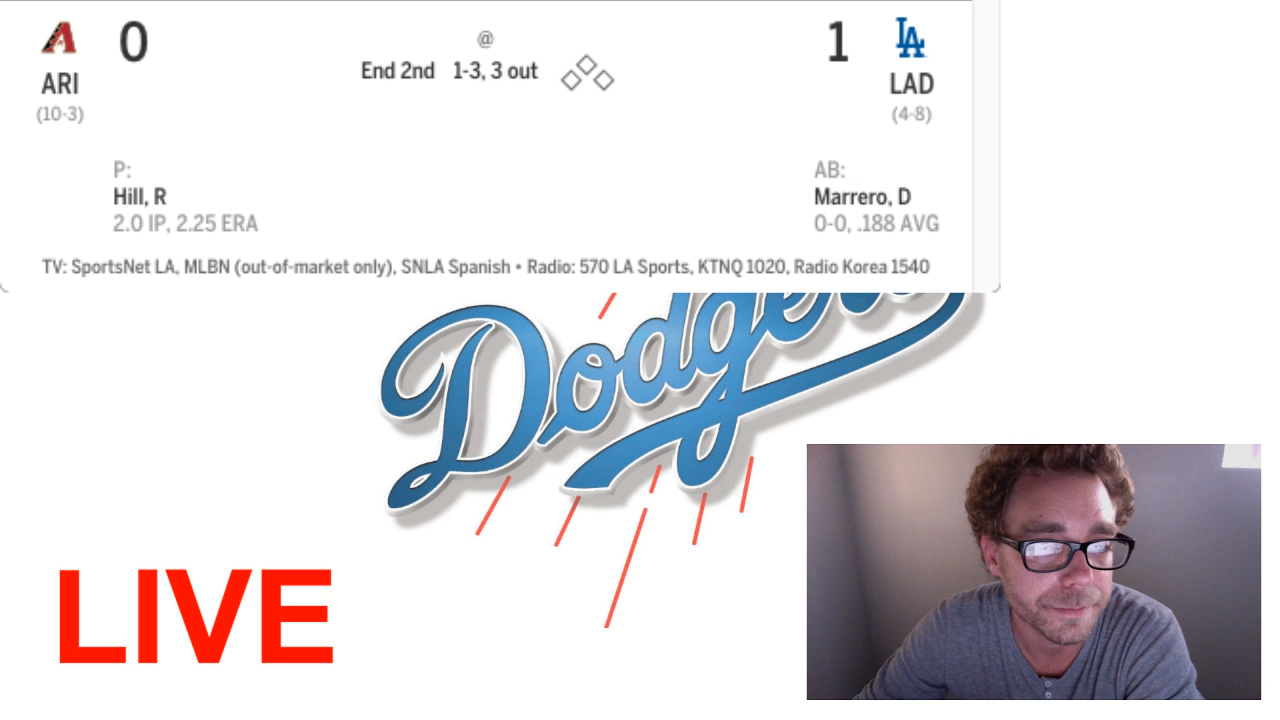 0
@
1
LA
End 2nd 1-3, 3 out
ARI
LAD
(10-3)
(4-8)
P:
AB:
Hill, R
Marrero, D
2.0 IP, 2.25 ERA
0-0, .188 AVG
TV: SportsNet LA, MLBN (out-of-market only), SNLA Spanish • Radio: 570 LA Sports, KTNQ 1020, Radio Korea 1540
Dodgers
LIVE